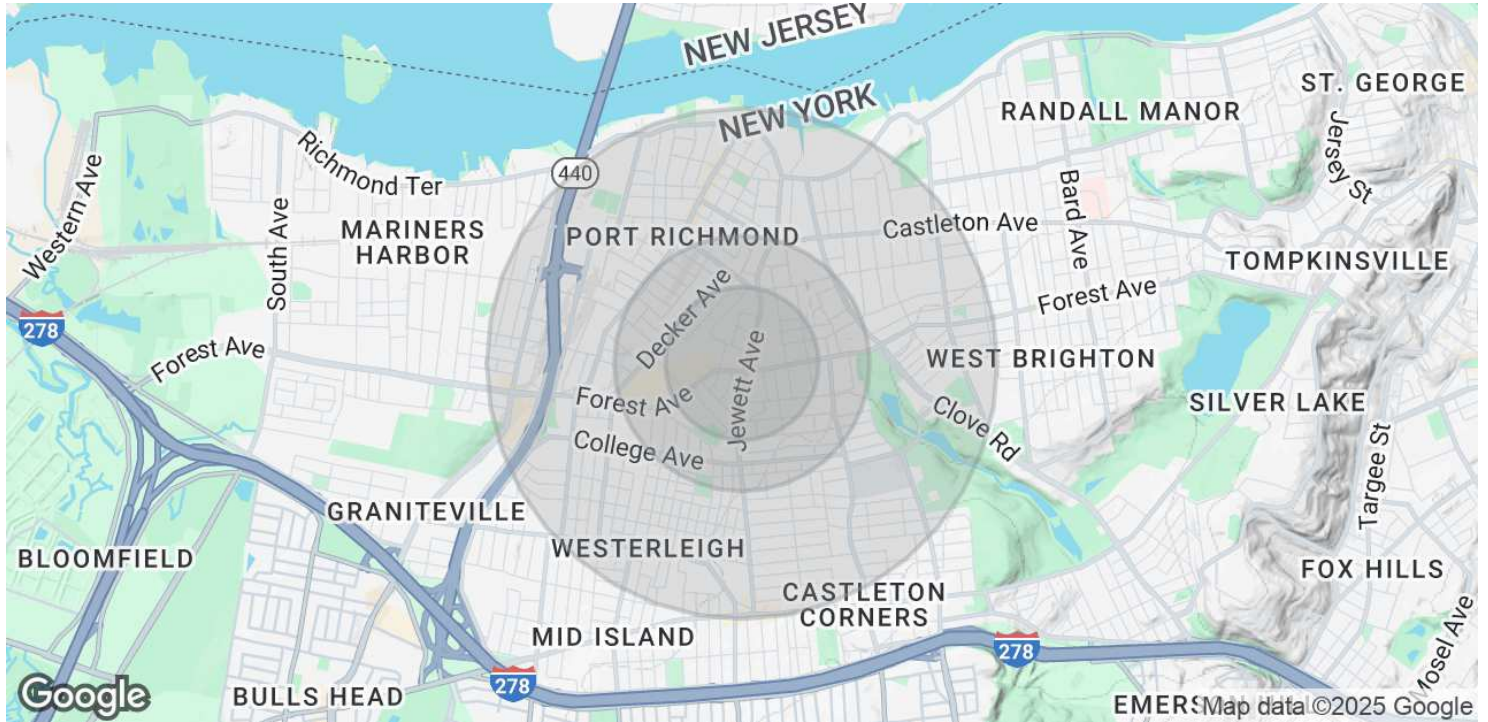 NEW JERSEY
NEW YORK
ST. GEORGE
RANDALL MANOR
Jersey St
Western Ave
Richmond Ter
440
South Ave
MARINERS
HARBOR
PORT RICHMOND
Castleton Ave
Bard Ave
TOMPKINSVILLE
Decker Ave
Forest Ave
278
Forest Ave
Jewett Ave
WEST BRIGHTON
Forest Ave
SILVER LAKE
Clove Rd
College Ave
Targee St
GRANITEVILLE
WESTERLEIGH
BLOOMFIELD
FOX HILLS
CASTLETON
CORNERS
MID ISLAND
278
278
Mosel Ave
BULLS HEAD
Google
Map data ©2025 Google